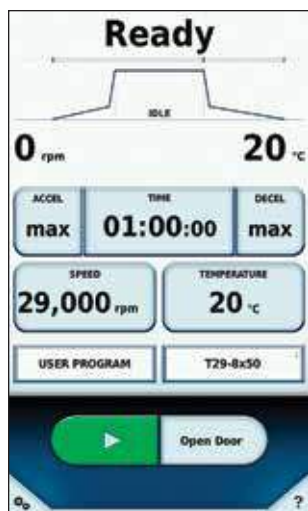 Ready
IDLE
0 rpm 20 °C
ACCEL TIME DECEL
max 01:00:00 max
SPEED TEMPERATURE
29,000 rpm 20 °C
USER PROGRAM T29-8x50
Open Door
?